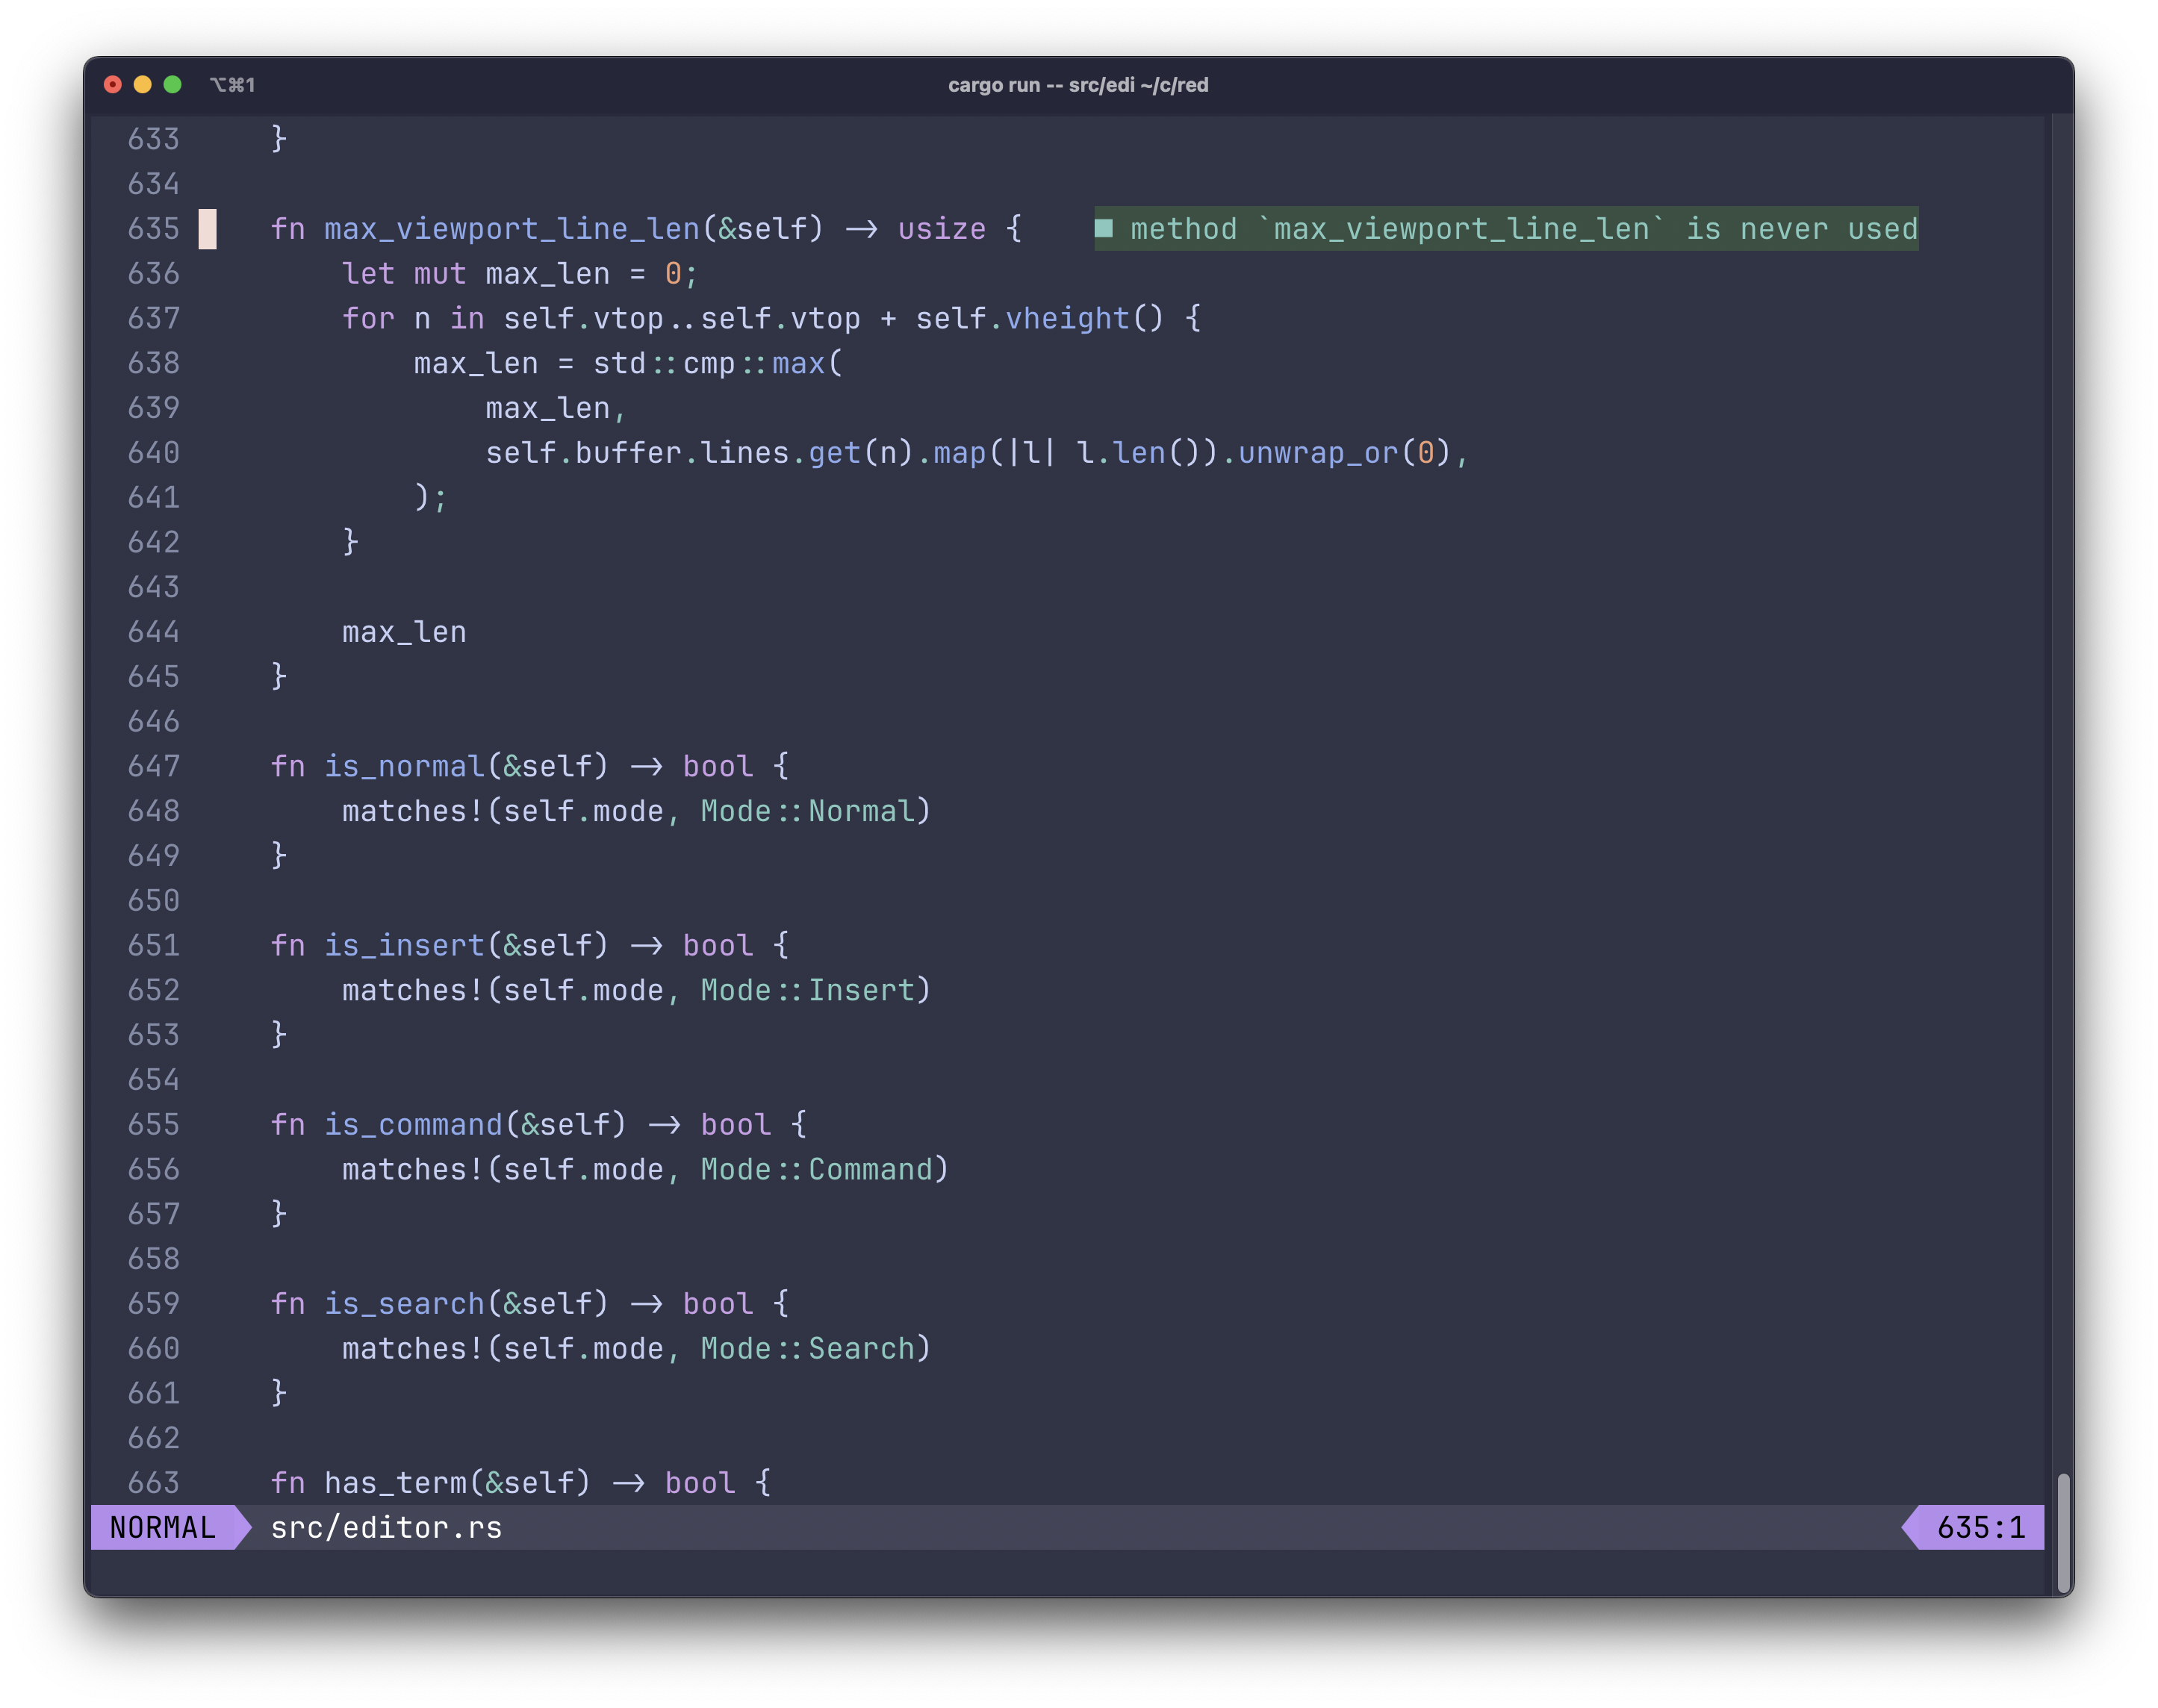 ⌥⌘1 cargo run -- src/edi ~/c/red
633     }
634
635     fn max_viewport_line_len(&self) -> usize {    ■ method `max_viewport_line_len` is never used
636         let mut max_len = 0;
637         for n in self.vtop..self.vtop + self.vheight() {
638             max_len = std::cmp::max(
639                 max_len,
640                 self.buffer.lines.get(n).map(|l| l.len()).unwrap_or(0),
641             );
642         }
643
644         max_len
645     }
646
647     fn is_normal(&self) -> bool {
648         matches!(self.mode, Mode::Normal)
649     }
650
651     fn is_insert(&self) -> bool {
652         matches!(self.mode, Mode::Insert)
653     }
654
655     fn is_command(&self) -> bool {
656         matches!(self.mode, Mode::Command)
657     }
658
659     fn is_search(&self) -> bool {
660         matches!(self.mode, Mode::Search)
661     }
662
663     fn has_term(&self) -> bool {
NORMAL src/editor.rs 635:1